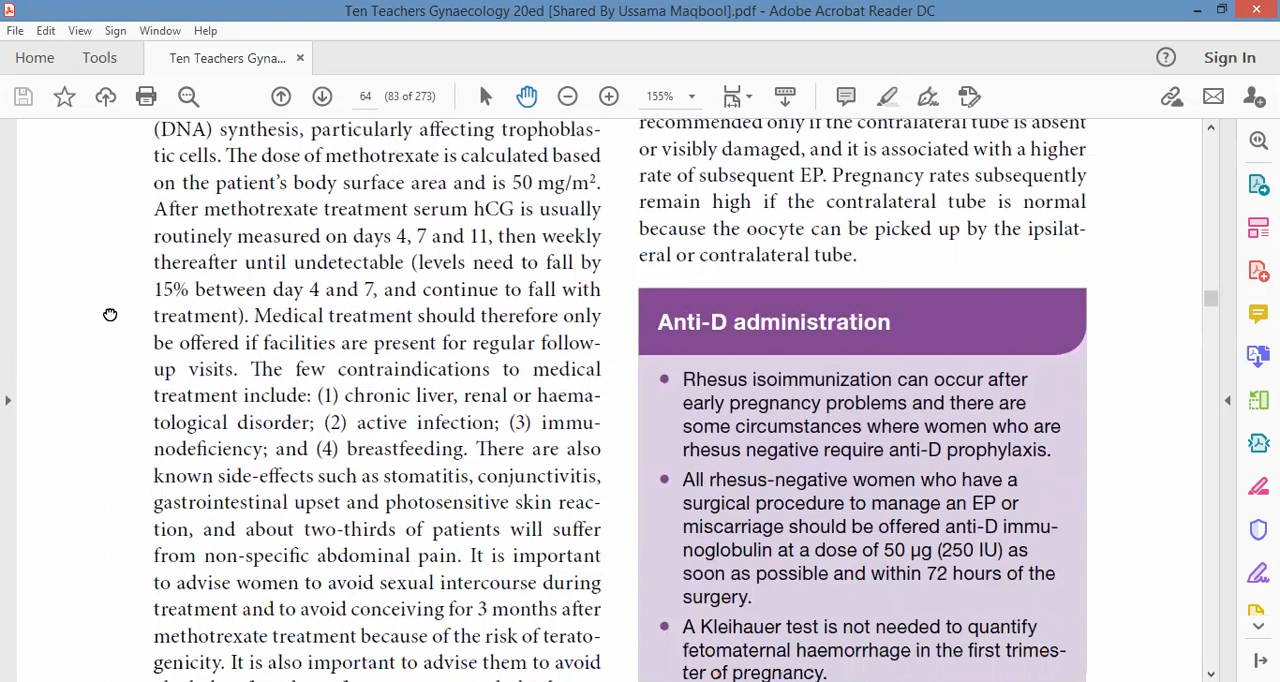 Ten Teachers Gynaecology 20ed [Shared By Ussama Maqbool].pdf - Adobe Acrobat Reader DC
File Edit View Sign Window Help
Home Tools Ten Teachers Gyna... × Sign In
64 (83 of 273) 155%
(DNA) synthesis, particularly affecting trophoblas-
tic cells. The dose of methotrexate is calculated based
on the patient's body surface area and is 50 mg/m².
After methotrexate treatment serum hCG is usually
routinely measured on days 4, 7 and 11, then weekly
thereafter until undetectable (levels need to fall by
15% between day 4 and 7, and continue to fall with
treatment). Medical treatment should therefore only
be offered if facilities are present for regular follow-
up visits. The few contraindications to medical
treatment include: (1) chronic liver, renal or haema-
tological disorder; (2) active infection; (3) immu-
nodeficiency; and (4) breastfeeding. There are also
known side-effects such as stomatitis, conjunctivitis,
gastrointestinal upset and photosensitive skin reac-
tion, and about two-thirds of patients will suffer
from non-specific abdominal pain. It is important
to advise women to avoid sexual intercourse during
treatment and to avoid conceiving for 3 months after
methotrexate treatment because of the risk of terato-
genicity. It is also important to advise them to avoid
recommended only if the contralateral tube is absent
or visibly damaged, and it is associated with a higher
rate of subsequent EP. Pregnancy rates subsequently
remain high if the contralateral tube is normal
because the oocyte can be picked up by the ipsilat-
eral or contralateral tube.
Anti-D administration
• Rhesus isoimmunization can occur after
early pregnancy problems and there are
some circumstances where women who are
rhesus negative require anti-D prophylaxis.
• All rhesus-negative women who have a
surgical procedure to manage an EP or
miscarriage should be offered anti-D immu-
noglobulin at a dose of 50 µg (250 IU) as
soon as possible and within 72 hours of the
surgery.
• A Kleihauer test is not needed to quantify
fetomaternal haemorrhage in the first trimes-
ter of pregnancy.